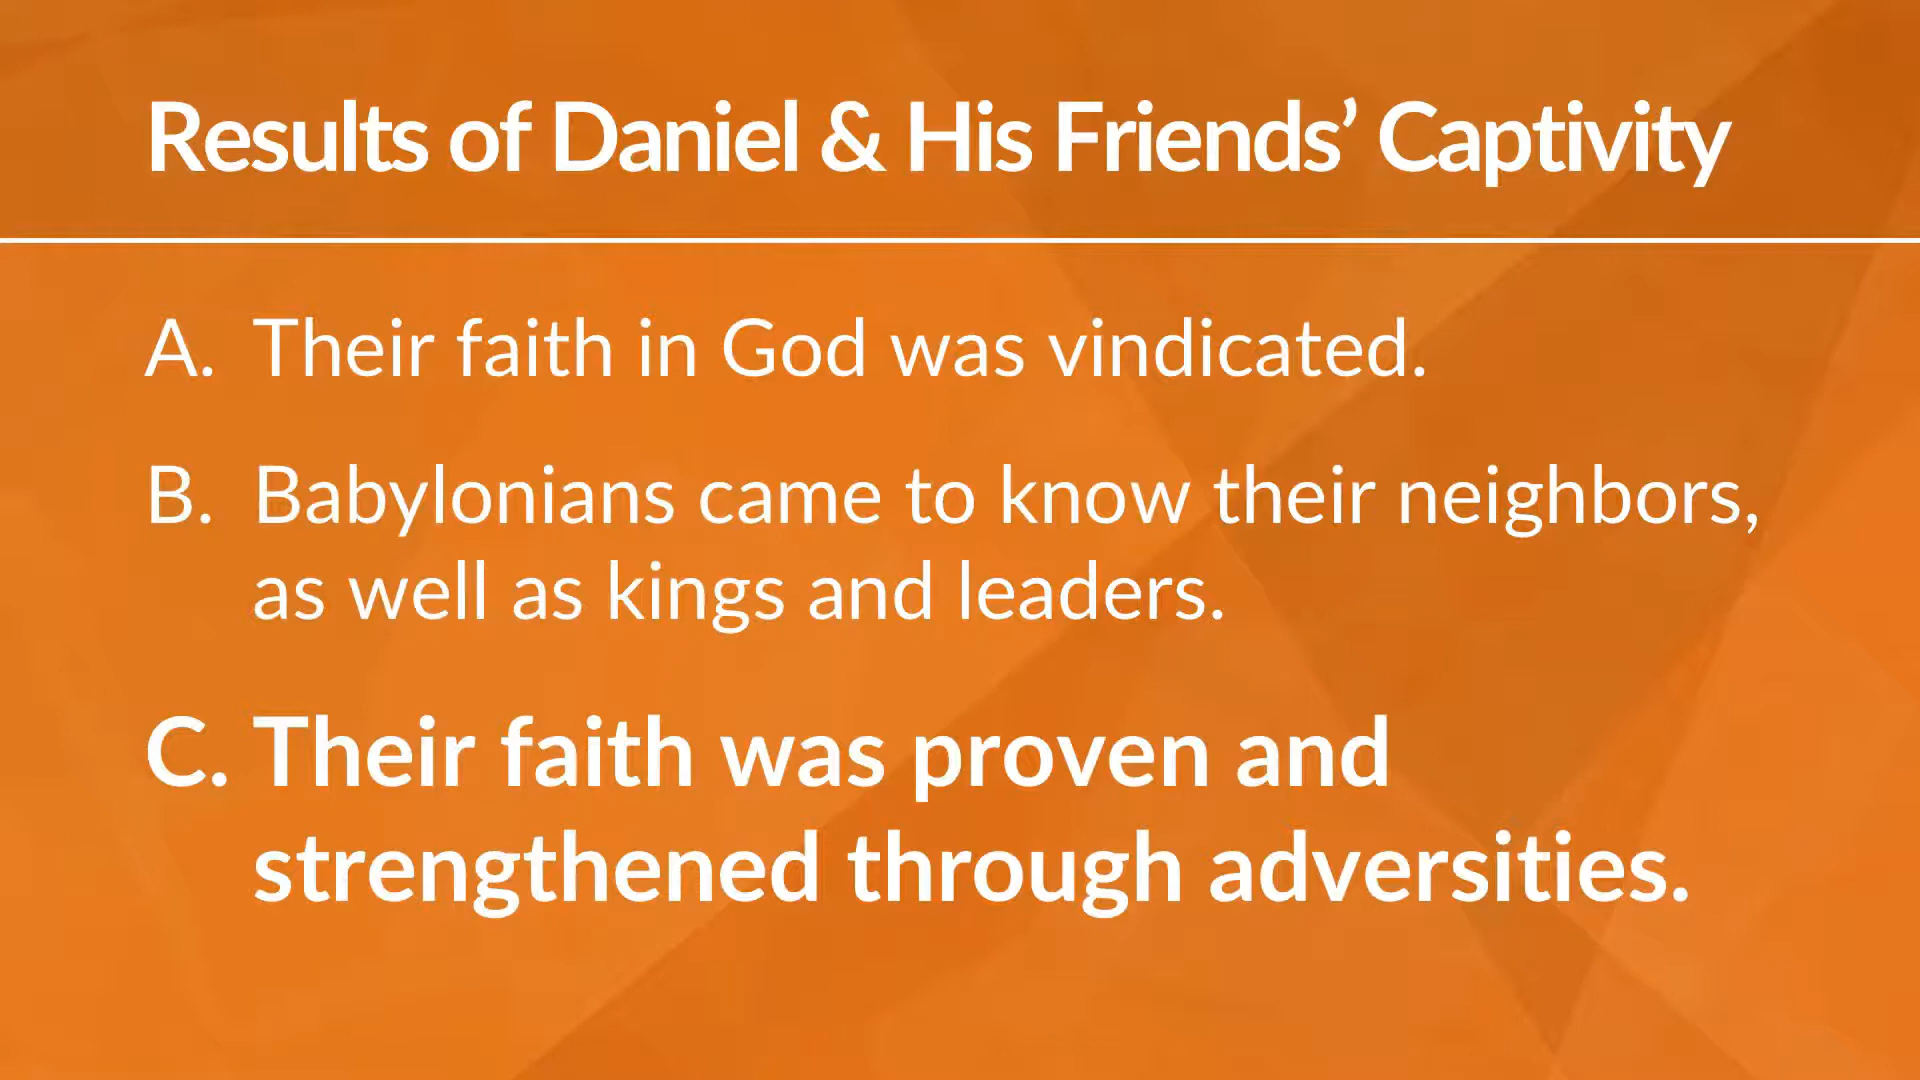 Results of Daniel & His Friends’ Captivity
A. Their faith in God was vindicated.
B. Babylonians came to know their neighbors,
as well as kings and leaders.
C. Their faith was proven and
strengthened through adversities.